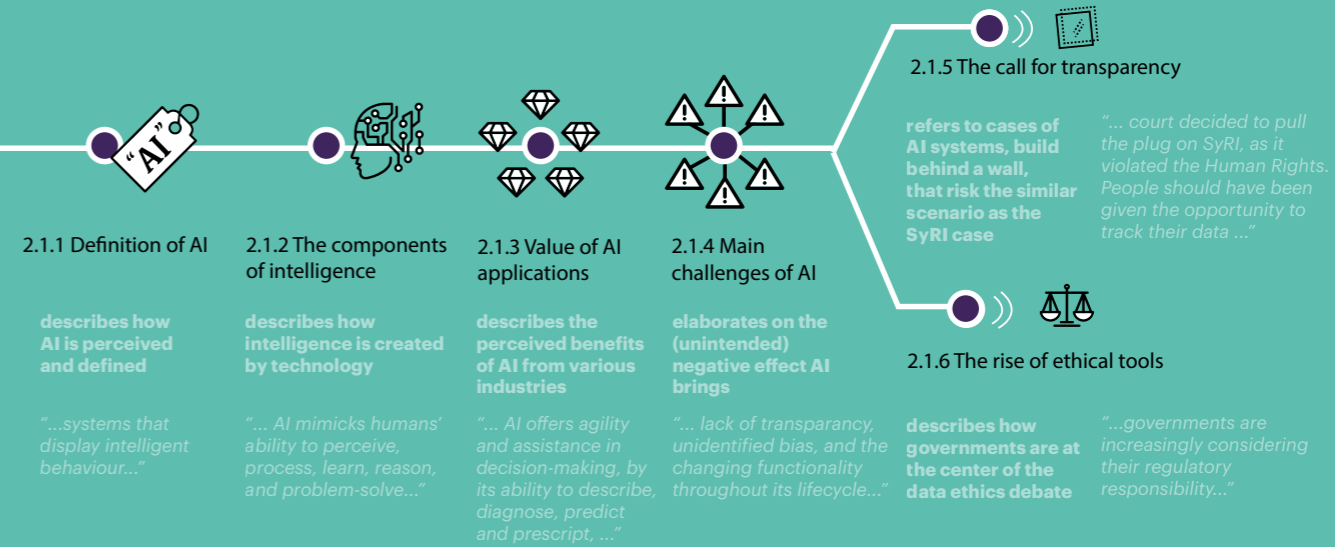 "AI"
2.1.1 Definition of AI
describes how
AI is perceived
and defined
"...systems that
display intelligent
behaviour..."
2.1.2 The components
of intelligence
describes how
intelligence is created
by technology
"... AI mimicks humans'
ability to perceive,
process, learn, reason,
and problem-solve..."
2.1.3 Value of AI
applications
describes the
perceived benefits
of AI from various
industries
"... AI offers agility
and assistance in
decision-making, by
its ability to describe,
diagnose, predict
and prescript, ..."
2.1.4 Main
challenges of AI
elaborates on the
(unintended)
negative effect AI
brings
"... lack of transparancy,
unidentified bias, and the
changing functionality
throughout its lifecycle..."
2.1.5 The call for transparency
refers to cases of
AI systems, build
behind a wall,
that risk the similar
scenario as the
SyRI case
"... court decided to pull
the plug on SyRI, as it
violated the Human Rights.
People should have been
given the opportunity to
track their data ..."
2.1.6 The rise of ethical tools
describes how
governments are at
the center of the
data ethics debate
"...governments are
increasingly considering
their regulatory
responsibility..."